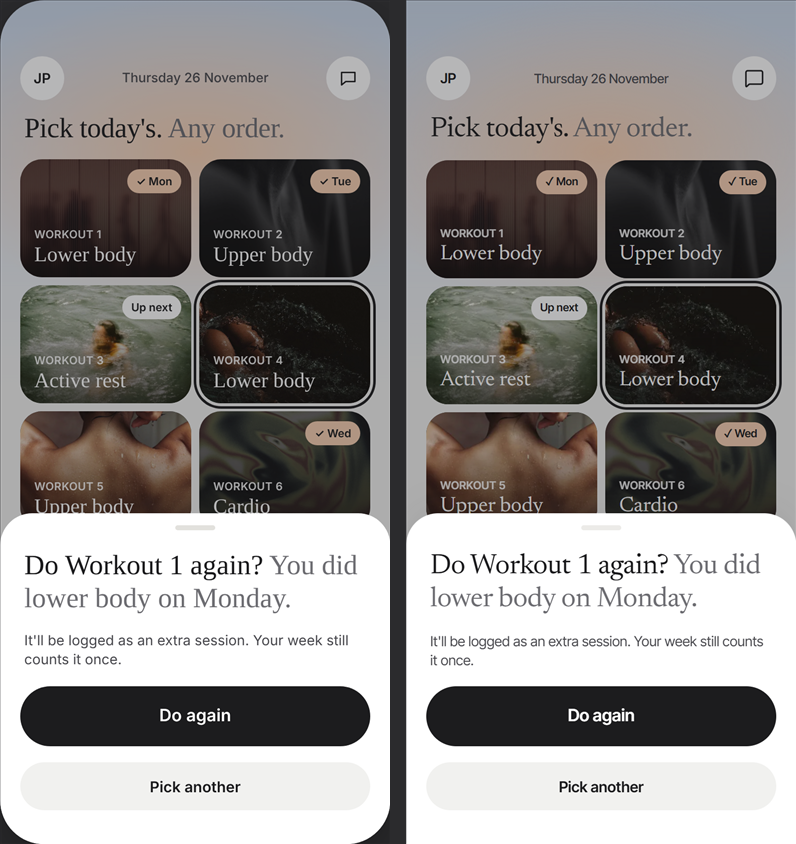 JP
Thursday 26 November
Pick today's. Any order.
✓ Mon
WORKOUT 1
Lower body
✓ Tue
WORKOUT 2
Upper body
Up next
WORKOUT 3
Active rest
WORKOUT 4
Lower body
WORKOUT 5
Upper body
✓ Wed
WORKOUT 6
Cardio
Do Workout 1 again? You did
lower body on Monday.
It'll be logged as an extra session. Your week still
counts it once.
Do again
Pick another
JP
Thursday 26 November
Pick today's. Any order.
✓ Mon
WORKOUT 1
Lower body
✓ Tue
WORKOUT 2
Upper body
Up next
WORKOUT 3
Active rest
WORKOUT 4
Lower body
WORKOUT 5
Upper body
✓ Wed
WORKOUT 6
Cardio
Do Workout 1 again? You did
lower body on Monday.
It'll be logged as an extra session. Your week still counts
it once.
Do again
Pick another